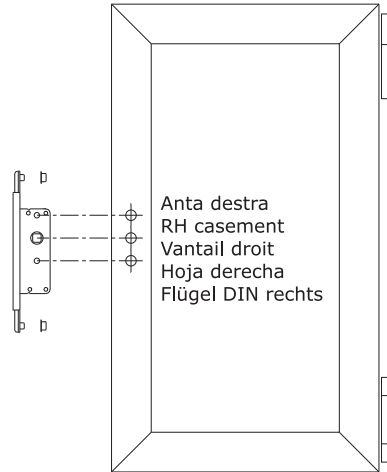 Anta destra
RH casement
Vantail droit
Hoja derecha
Flügel DIN rechts